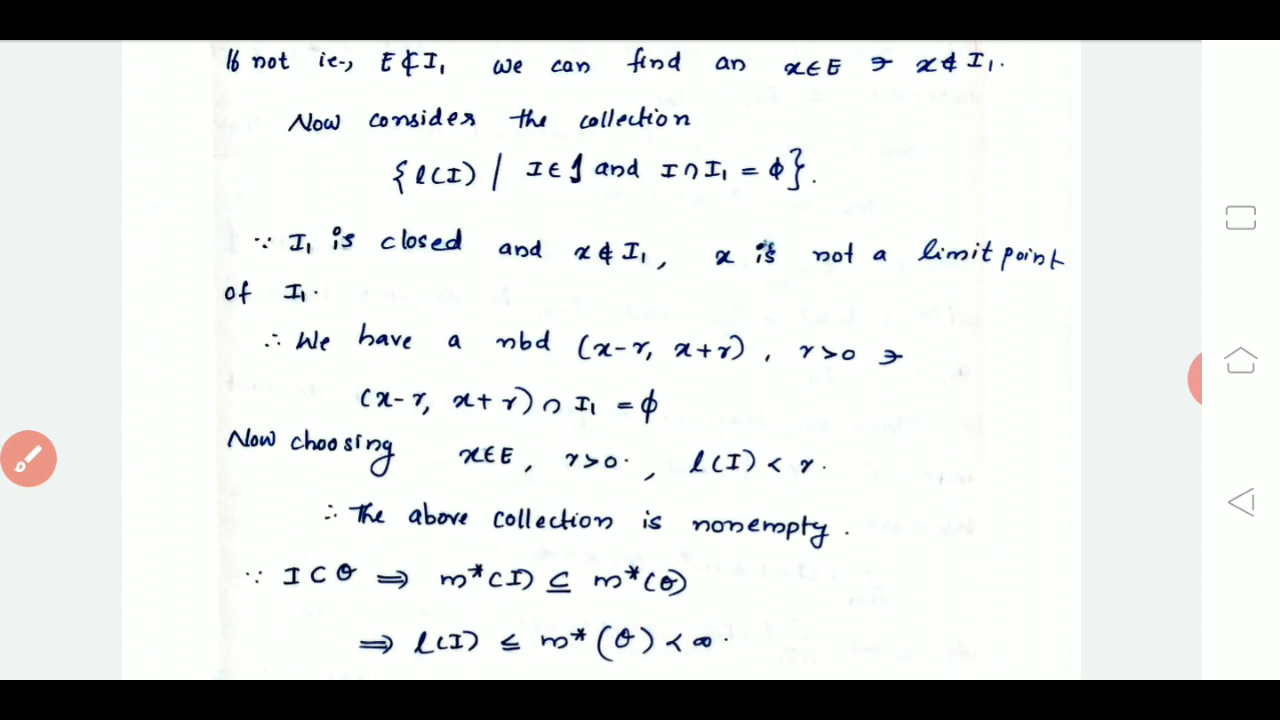 If not ie., E ⊄ I₁ we can find an x∈E ∋ x∉I₁.
Now consider the collection
{l(I) | I∈𝓘 and I∩I₁ = ϕ}.
∵ I₁ is closed and x∉I₁, x is not a limit point
of I₁.
∴ We have a nbd (x-r, x+r), r>0 ∋
(x-r, x+r)∩I₁ = ϕ
Now choosing x∈E, r>0, l(I) < r.
∴ The above collection is nonempty.
∵ I⊂θ ⟹ m*(I) ⊆ m*(θ)
⟹ l(I) ≤ m*(θ) < ∞.